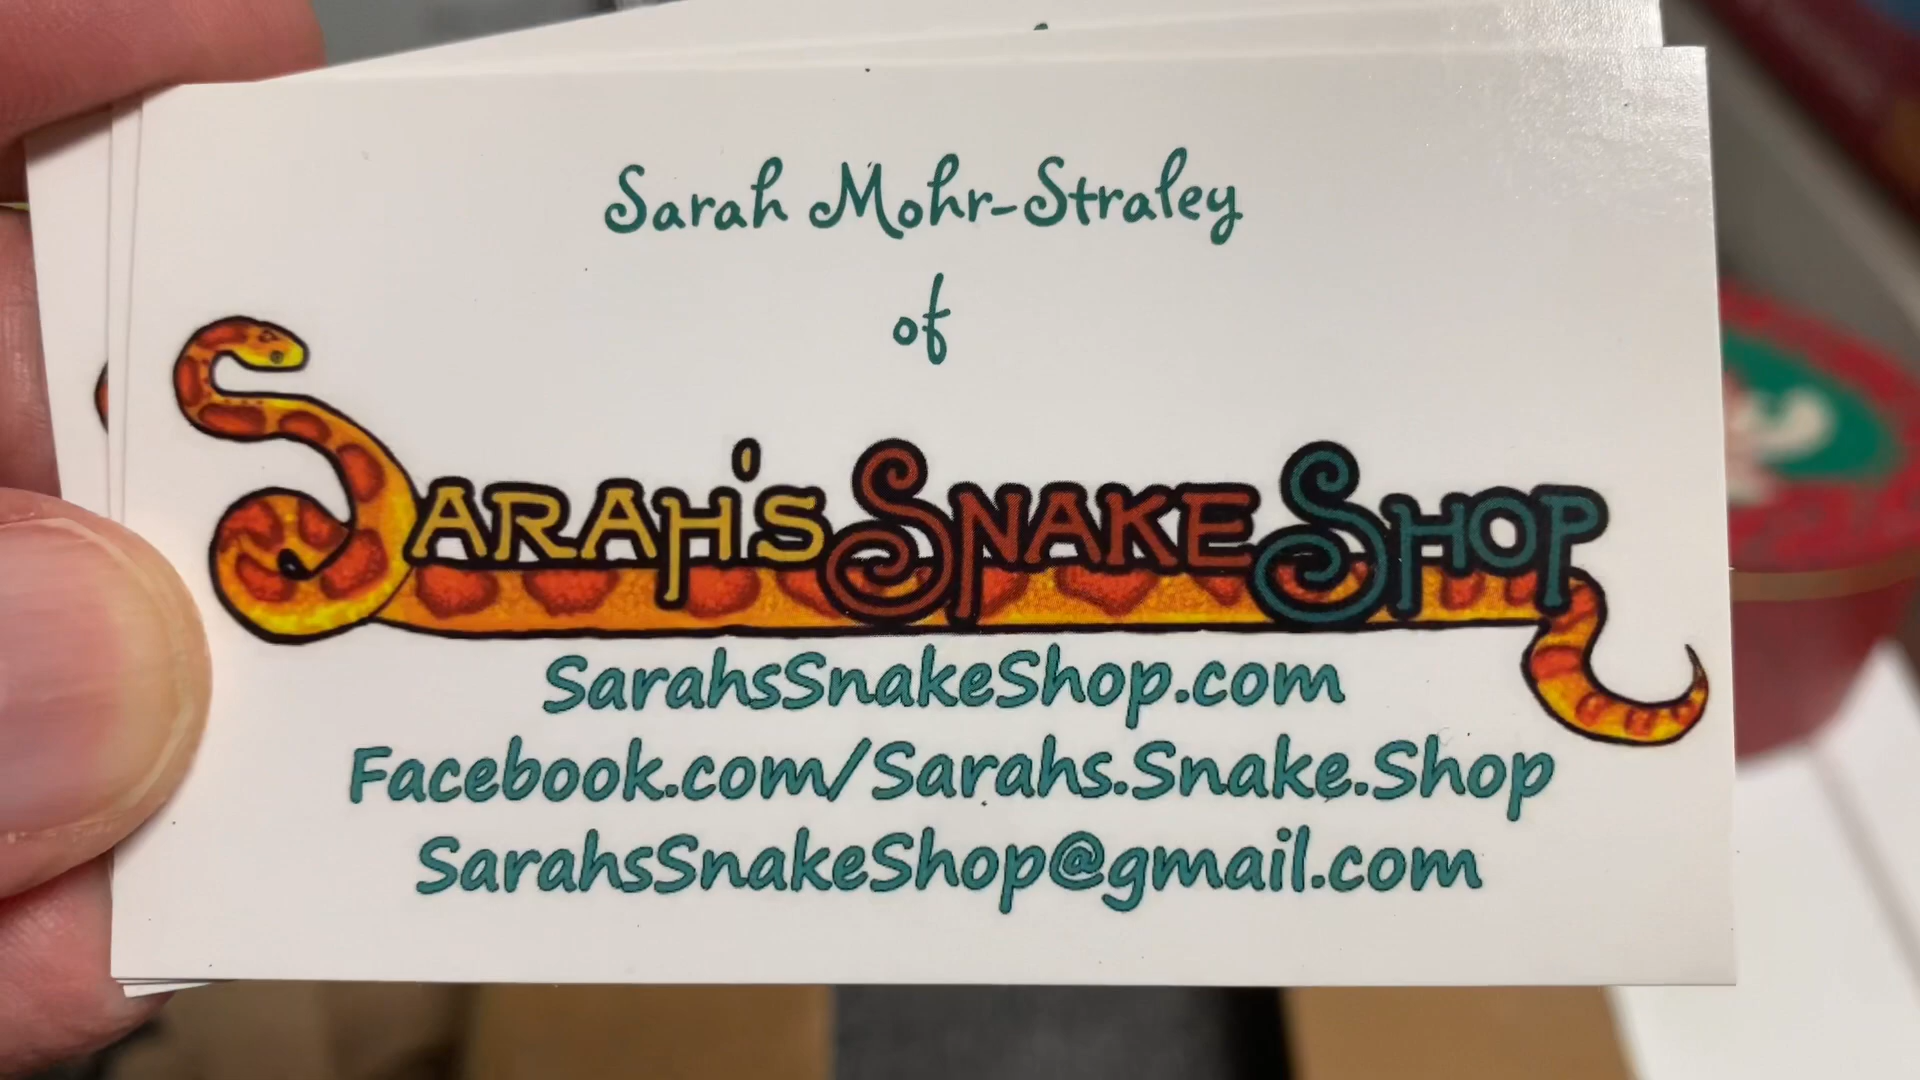 Sarah Mohr-Straley
of
SARAH'S SNAKE SHOP
SarahsSnakeShop.com
Facebook.com/Sarahs.Snake.Shop
SarahsSnakeShop@gmail.com